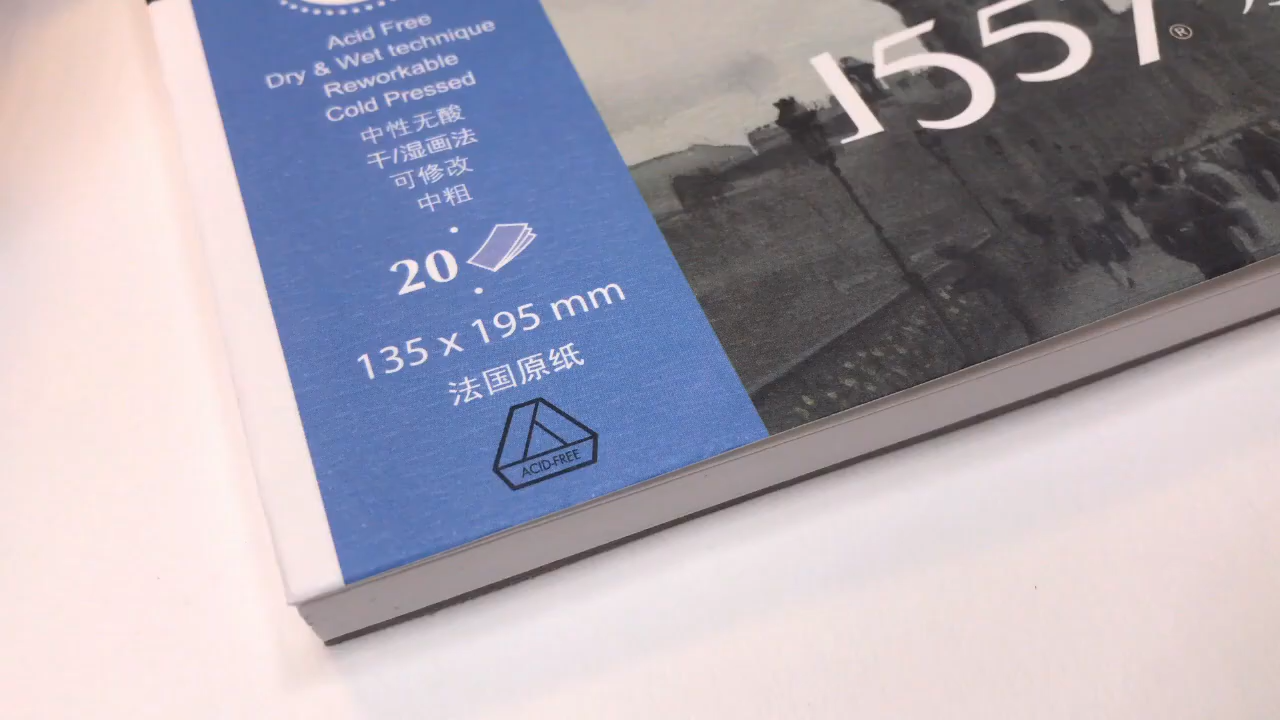 Acid Free
Dry & Wet technique
Reworkable
Cold Pressed
中性无酸
干/湿画法
可修改
中粗
20
135 x 195 mm
法国原纸
ACID-FREE
1557®